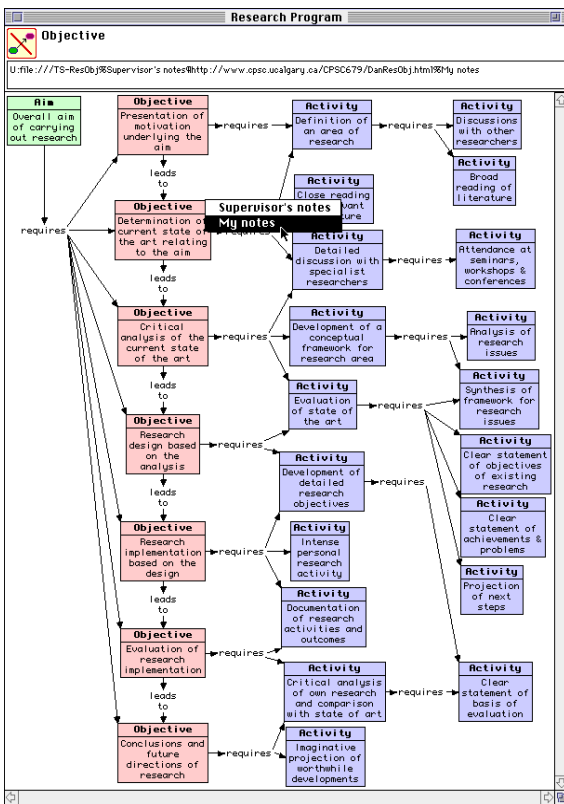 Research Program
Objective
U:file:///TS-ResObj%Supervisor's notes¶http://www.cpsc.ucalgary.ca/CPSC679/DanResObj.html%My notes
Aim
Overall aim
of carrying
out research
requires
Objective
Presentation of
motivation
underlying the
aim
requires
Activity
Definition of
an area of
research
requires
Activity
Discussions
with other
researchers
Activity
Broad
reading of
literature
leads
to
Activity
Close reading
Supervisor's notes
My notes
Objective
Determination of
current state of
the art relating
to the aim
Activity
Detailed
discussion with
specialist
researchers
requires
Activity
Attendance at
seminars,
workshops &
conferences
leads
to
Objective
Critical
analysis of the
current state
of the art
requires
Activity
Development of a
conceptual
framework for
research area
requires
Activity
Analysis of
research
issues
Activity
Synthesis of
framework for
research
issues
leads
to
Activity
Evaluation
of state of
the art
requires
Activity
Clear statement
of objectives
of existing
research
Objective
Research
design based
on the
analysis
requires
Activity
Development of
detailed
research
objectives
requires
Activity
Clear
statement of
achievements &
problems
leads
to
Objective
Research
implementation
based on the
design
requires
Activity
Intense
personal
research
activity
Activity
Projection
of next
steps
leads
to
Activity
Documentation
of research
activities and
outcomes
Objective
Evaluation of
research
implementation
requires
Activity
Critical analysis
of own research
and comparison
with state of art
requires
Activity
Clear
statement of
basis of
evaluation
leads
to
Objective
Conclusions and
future
directions of
research
requires
Activity
Imaginative
projection of
worthwhile
developments